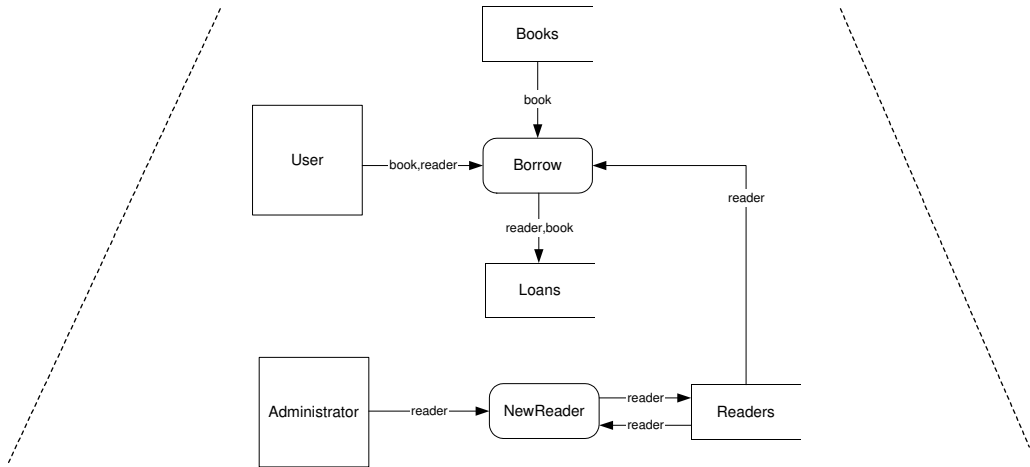 Books
book
User
book,reader
Borrow
reader
reader,book
Loans
Administrator
reader
NewReader
reader
reader
Readers